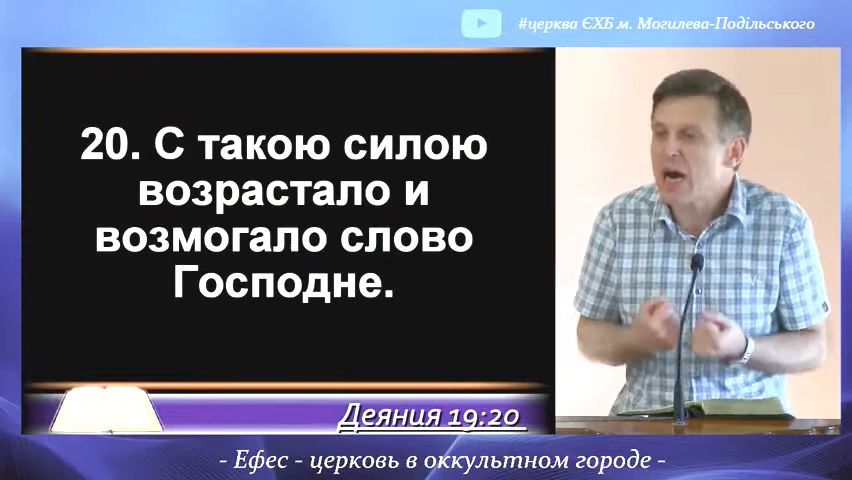 #церква ЄХБ м. Могилева-Подільського
20. С такою силою
возрастало и
возмогало слово
Господне.
Деяния 19:20
- Ефес - церковь в оккультном городе -